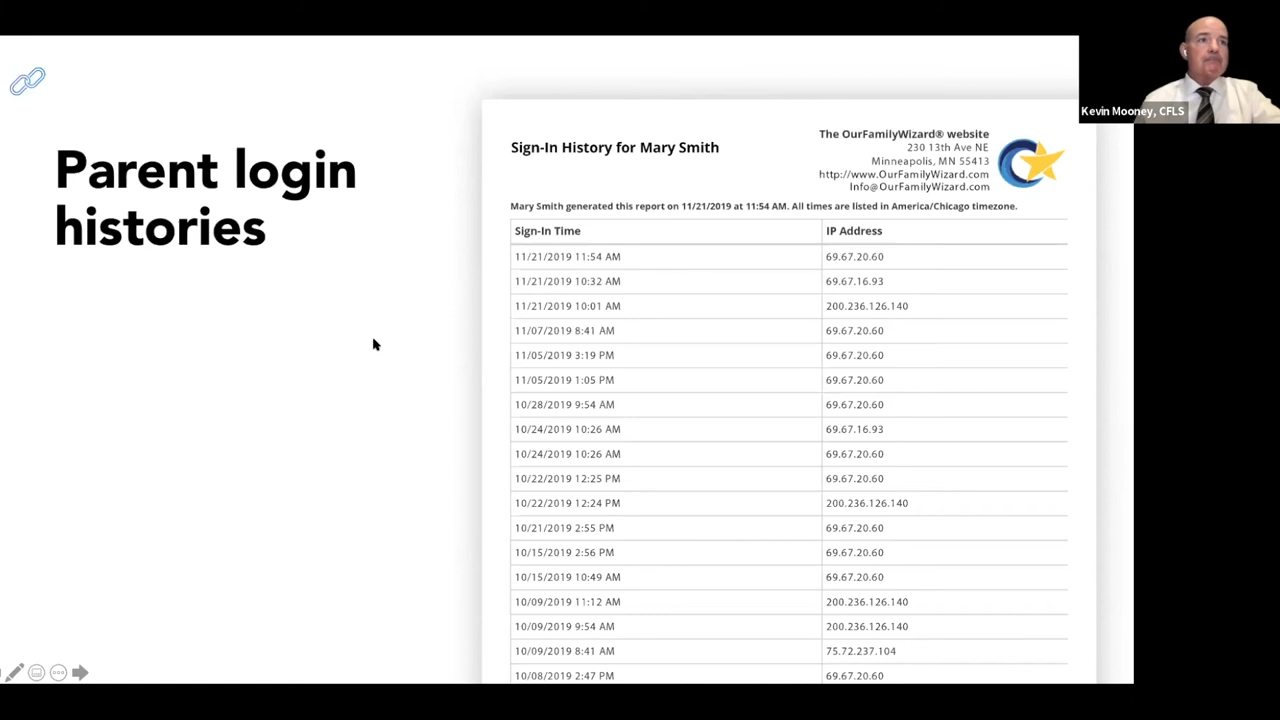 Kevin Mooney, CFLS
Parent login
histories
Sign-In History for Mary Smith
The OurFamilyWizard® website
230 13th Ave NE
Minneapolis, MN 55413
http://www.OurFamilyWizard.com
Info@OurFamilyWizard.com
Mary Smith generated this report on 11/21/2019 at 11:54 AM. All times are listed in America/Chicago timezone.
Sign-In Time IP Address
11/21/2019 11:54 AM 69.67.20.60
11/21/2019 10:32 AM 69.67.16.93
11/21/2019 10:01 AM 200.236.126.140
11/07/2019 8:41 AM 69.67.20.60
11/05/2019 3:19 PM 69.67.20.60
11/05/2019 1:05 PM 69.67.20.60
10/28/2019 9:54 AM 69.67.20.60
10/24/2019 10:26 AM 69.67.16.93
10/24/2019 10:26 AM 69.67.20.60
10/22/2019 12:25 PM 69.67.20.60
10/22/2019 12:24 PM 200.236.126.140
10/21/2019 2:55 PM 69.67.20.60
10/15/2019 2:56 PM 69.67.20.60
10/15/2019 10:49 AM 69.67.20.60
10/09/2019 11:12 AM 200.236.126.140
10/09/2019 9:54 AM 200.236.126.140
10/09/2019 8:41 AM 75.72.237.104
10/08/2019 2:47 PM 69.67.20.60